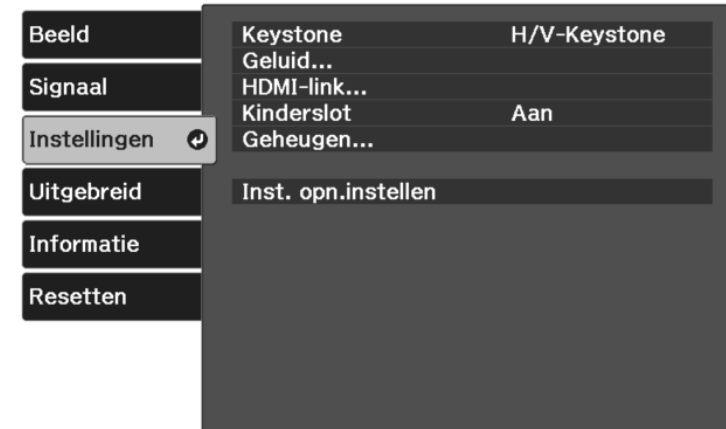 Beeld
Signaal
Instellingen
Uitgebreid
Informatie
Resetten
Keystone H/V-Keystone
Geluid...
HDMI-link...
Kinderslot Aan
Geheugen...
Inst. opn.instellen